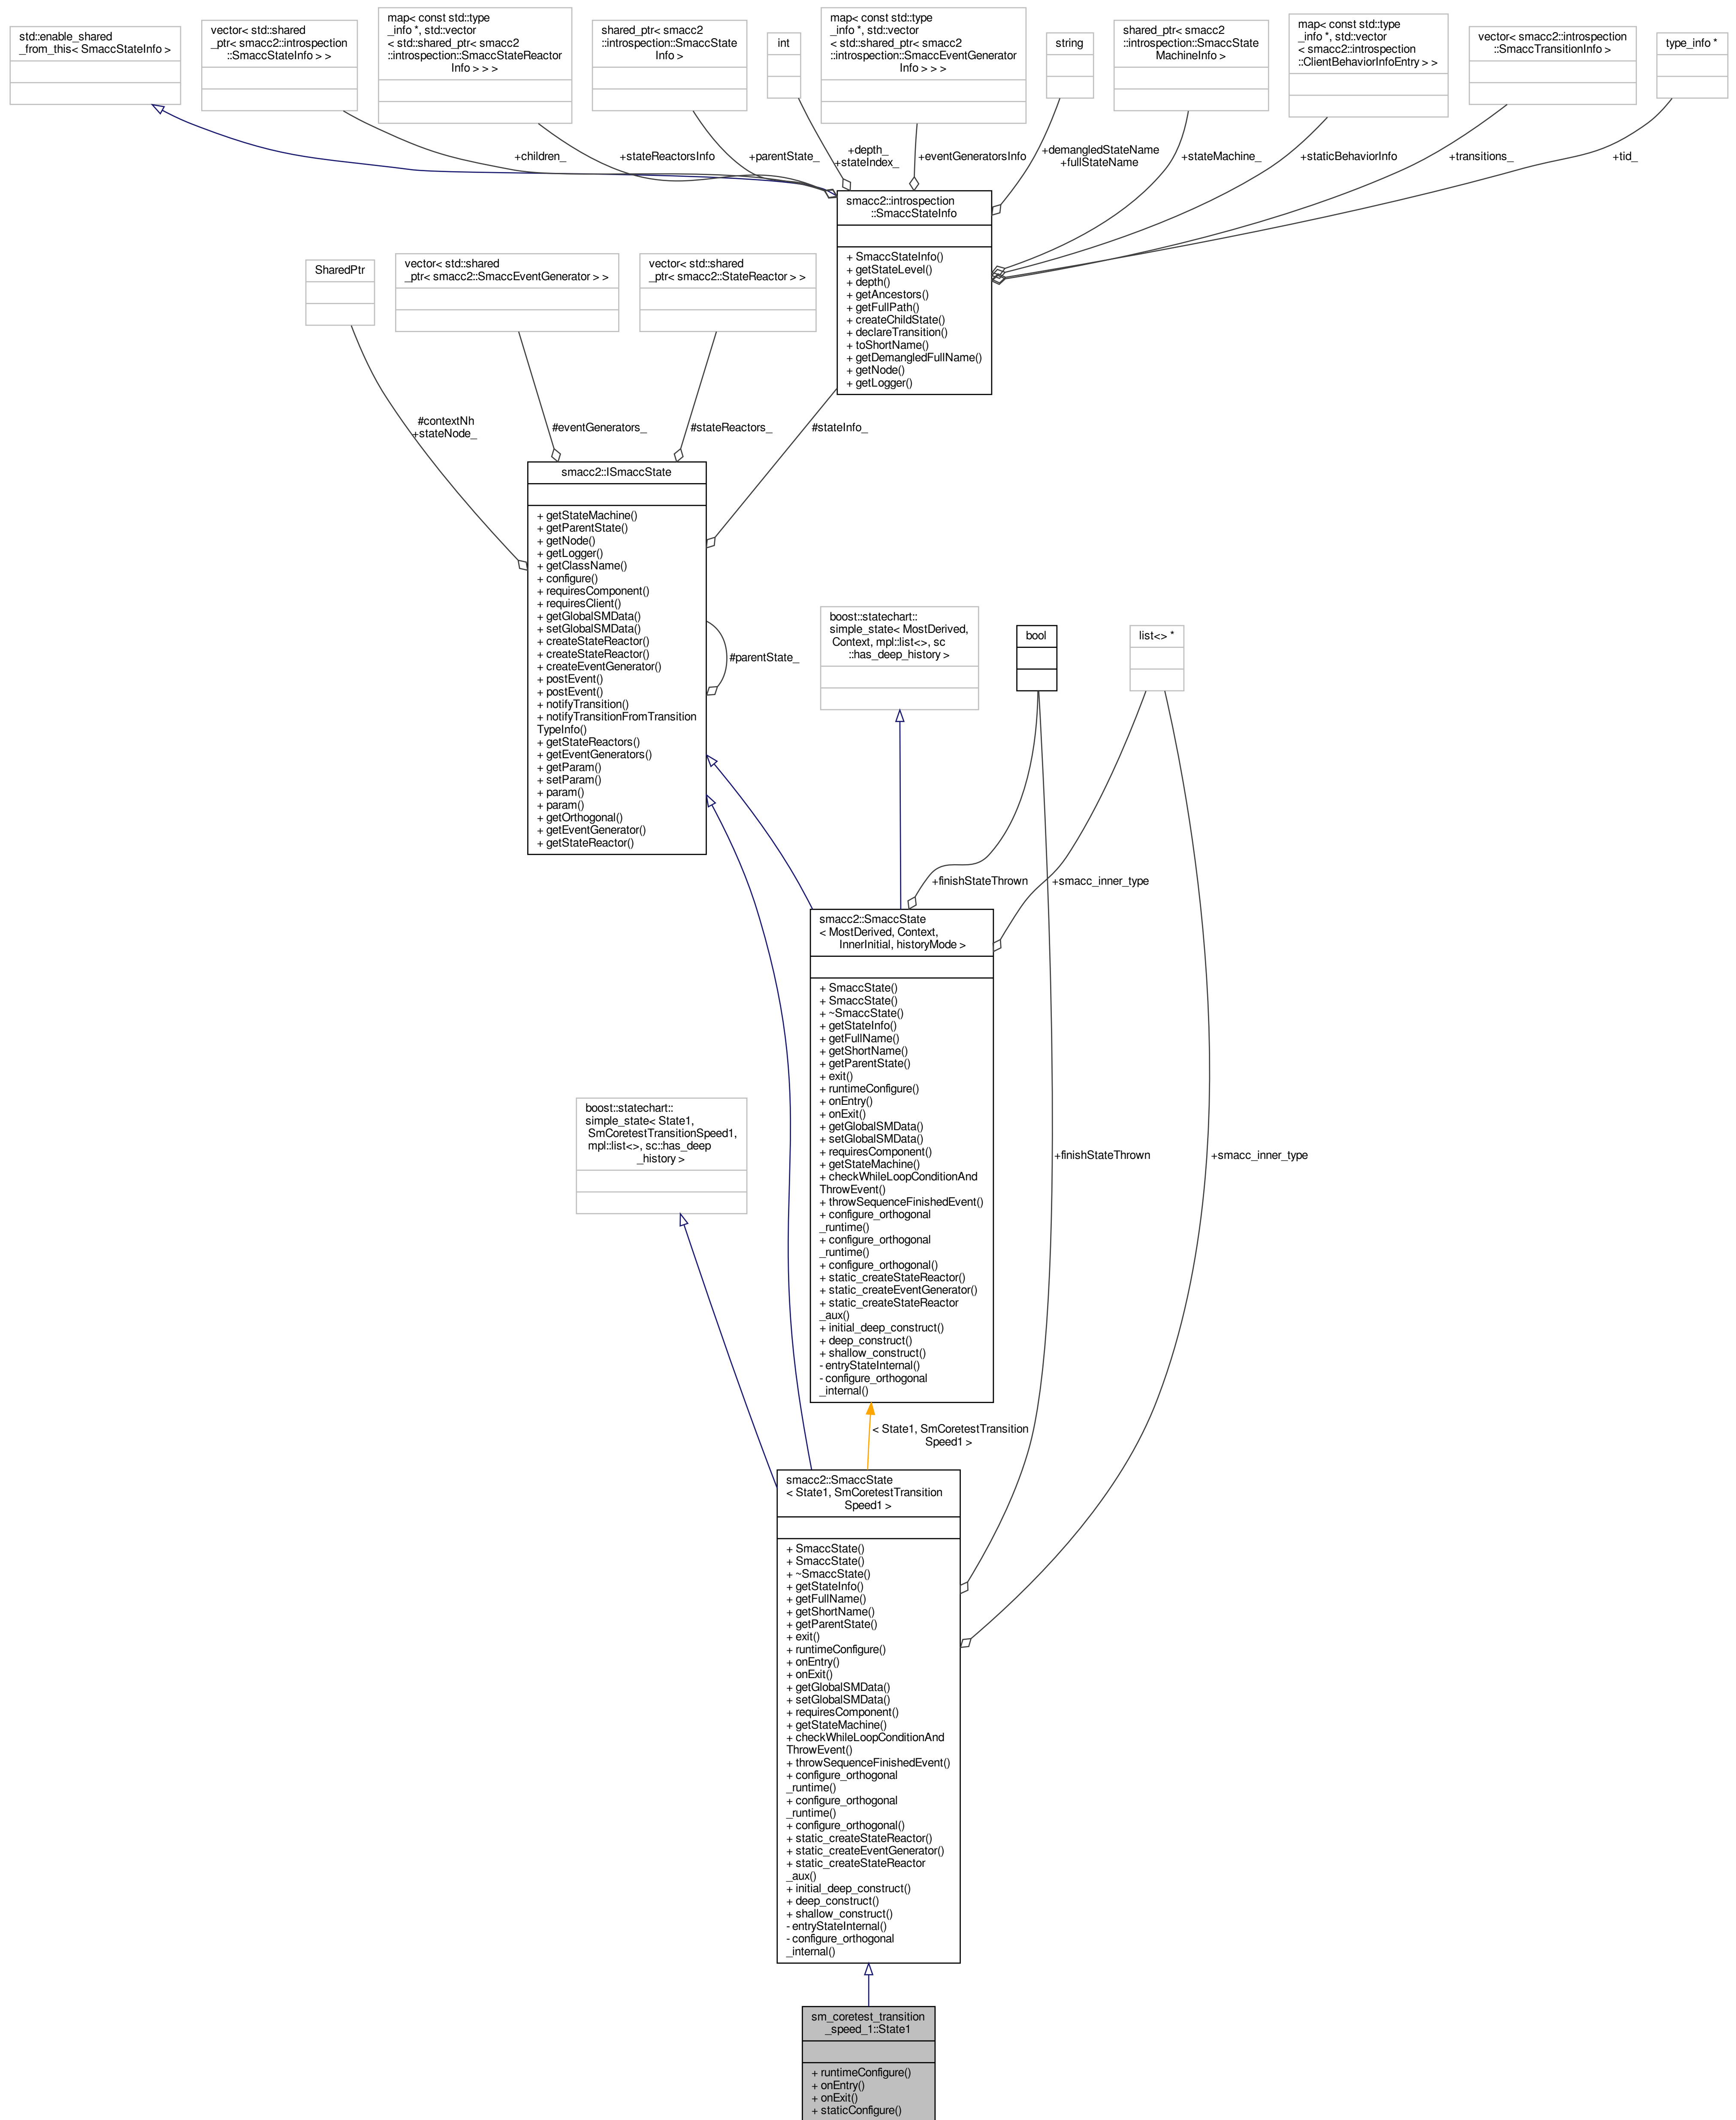 std::enable_shared
_from_this< SmaccStateInfo >
vector< std::shared
_ptr< smacc2::introspection
::SmaccStateInfo > >
map< const std::type
_info *, std::vector
< std::shared_ptr< smacc2
::introspection::SmaccStateReactor
Info > > >
shared_ptr< smacc2
::introspection::SmaccState
Info >
int
map< const std::type
_info *, std::vector
< std::shared_ptr< smacc2
::introspection::SmaccEventGenerator
Info > > >
string
shared_ptr< smacc2
::introspection::SmaccState
MachineInfo >
map< const std::type
_info *, std::vector
< smacc2::introspection
::ClientBehaviorInfoEntry > >
vector< smacc2::introspection
::SmaccTransitionInfo >
type_info *
+children_
+stateReactorsInfo
+parentState_
+depth_
+stateIndex_
+eventGeneratorsInfo
+demangledStateName
+fullStateName
+stateMachine_
+staticBehaviorInfo
+transitions_
+tid_
smacc2::introspection
::SmaccStateInfo
+ SmaccStateInfo()
+ getStateLevel()
+ depth()
+ getAncestors()
+ getFullPath()
+ createChildState()
+ declareTransition()
+ toShortName()
+ getDemangledFullName()
+ getNode()
+ getLogger()
SharedPtr
vector< std::shared
_ptr< smacc2::SmaccEventGenerator > >
vector< std::shared
_ptr< smacc2::StateReactor > >
#contextNh
+stateNode_
#eventGenerators_
#stateReactors_
#stateInfo_
smacc2::ISmaccState
+ getStateMachine()
+ getParentState()
+ getNode()
+ getLogger()
+ getClassName()
+ configure()
+ requiresComponent()
+ requiresClient()
+ getGlobalSMData()
+ setGlobalSMData()
+ createStateReactor()
+ createStateReactor()
+ createEventGenerator()
+ postEvent()
+ postEvent()
+ notifyTransition()
+ notifyTransitionFromTransition
TypeInfo()
+ getStateReactors()
+ getEventGenerators()
+ getParam()
+ setParam()
+ param()
+ param()
+ getOrthogonal()
+ getEventGenerator()
+ getStateReactor()
#parentState_
boost::statechart::
simple_state< MostDerived,
Context, mpl::list<>, sc
::has_deep_history >
bool
list<> *
+finishStateThrown
+smacc_inner_type
smacc2::SmaccState
< MostDerived, Context,
InnerInitial, historyMode >
+ SmaccState()
+ SmaccState()
+ ~SmaccState()
+ getStateInfo()
+ getFullName()
+ getShortName()
+ getParentState()
+ exit()
+ runtimeConfigure()
+ onEntry()
+ onExit()
+ getGlobalSMData()
+ setGlobalSMData()
+ requiresComponent()
+ getStateMachine()
+ checkWhileLoopConditionAnd
ThrowEvent()
+ throwSequenceFinishedEvent()
+ configure_orthogonal
_runtime()
+ configure_orthogonal
_runtime()
+ configure_orthogonal()
+ static_createStateReactor()
+ static_createEventGenerator()
+ static_createStateReactor
_aux()
+ initial_deep_construct()
+ deep_construct()
+ shallow_construct()
- entryStateInternal()
- configure_orthogonal
_internal()
boost::statechart::
simple_state< State1,
SmCoretestTransitionSpeed1,
mpl::list<>, sc::has_deep
_history >
+finishStateThrown
+smacc_inner_type
< State1, SmCoretestTransition
Speed1 >
smacc2::SmaccState
< State1, SmCoretestTransition
Speed1 >
+ SmaccState()
+ SmaccState()
+ ~SmaccState()
+ getStateInfo()
+ getFullName()
+ getShortName()
+ getParentState()
+ exit()
+ runtimeConfigure()
+ onEntry()
+ onExit()
+ getGlobalSMData()
+ setGlobalSMData()
+ requiresComponent()
+ getStateMachine()
+ checkWhileLoopConditionAnd
ThrowEvent()
+ throwSequenceFinishedEvent()
+ configure_orthogonal
_runtime()
+ configure_orthogonal
_runtime()
+ configure_orthogonal()
+ static_createStateReactor()
+ static_createEventGenerator()
+ static_createStateReactor
_aux()
+ initial_deep_construct()
+ deep_construct()
+ shallow_construct()
- entryStateInternal()
- configure_orthogonal
_internal()
sm_coretest_transition
_speed_1::State1
+ runtimeConfigure()
+ onEntry()
+ onExit()
+ staticConfigure()